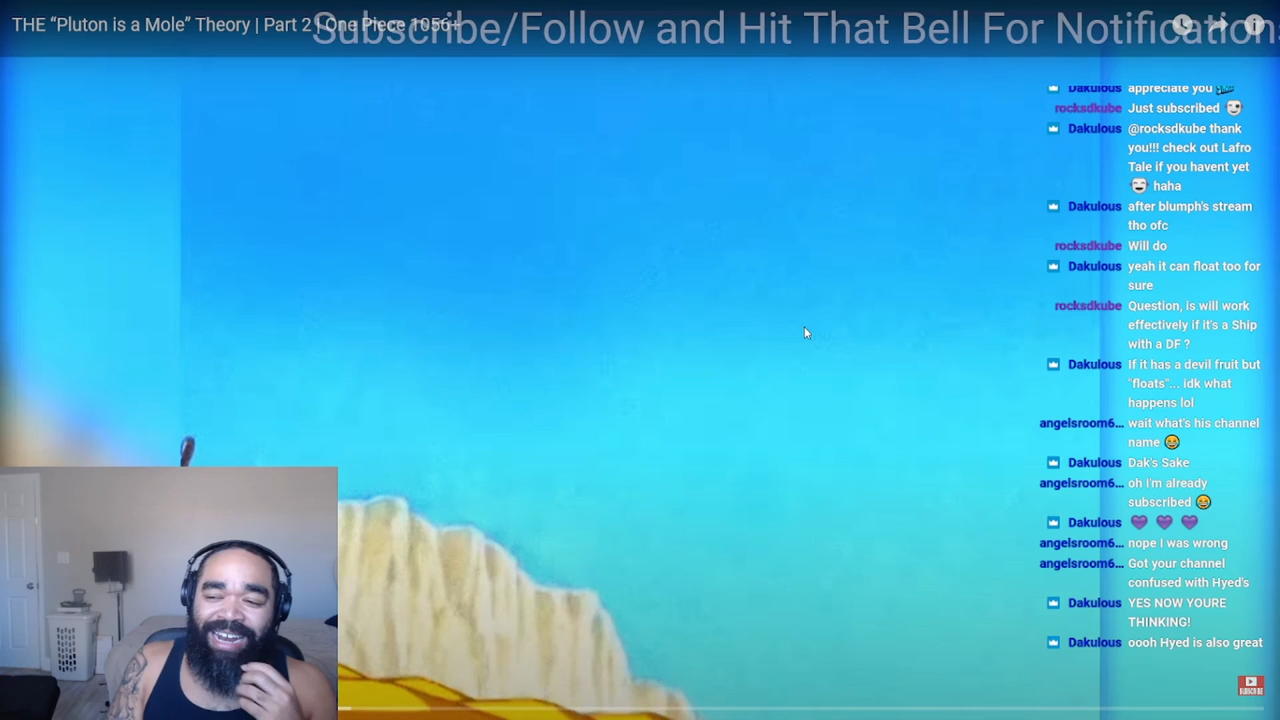 THE “Pluton is a Mole” Theory | Part 2 | One Piece 1056+
Subscribe/Follow and Hit That Bell For Notifications
Dakulous appreciate you
rocksdkube Just subscribed
Dakulous @rocksdkube thank
you!!! check out Lafro
Tale if you havent yet
haha
Dakulous after blumph's stream
tho ofc
rocksdkube Will do
Dakulous yeah it can float too for
sure
rocksdkube Question, is will work
effectively if it's a Ship
with a DF ?
Dakulous If it has a devil fruit but
"floats"... idk what
happens lol
angelsroom6... wait what's his channel
name 😂
Dakulous Dak's Sake
angelsroom6... oh I'm already
subscribed 😂
Dakulous 💜 💜 💜
angelsroom6... nope I was wrong
angelsroom6... Got your channel
confused with Hyed's
Dakulous YES NOW YOURE
THINKING!
Dakulous oooh Hyed is also great
SUBSCRIBE